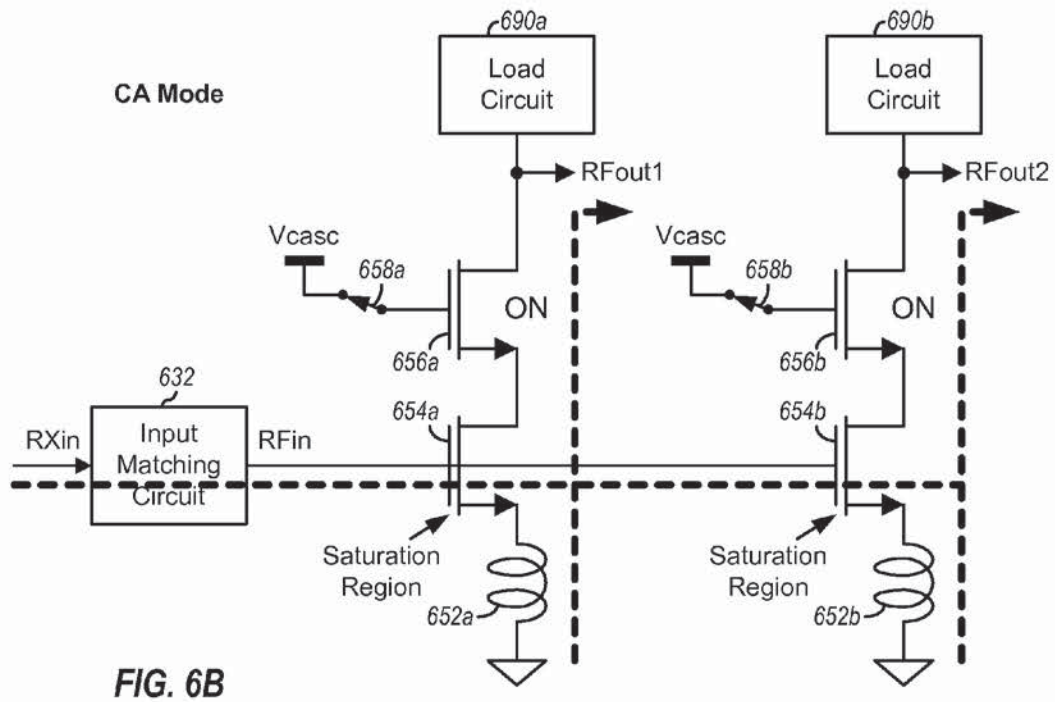 690a
690b
Load
Circuit
Load
Circuit
CA Mode
RFout1
RFout2
Vcasc
Vcasc
658a
658b
ON
ON
656a
656b
632
654a
654b
RXin
Input
Matching
Circuit
RFin
Saturation
Region
Saturation
Region
652a
652b
FIG. 6B